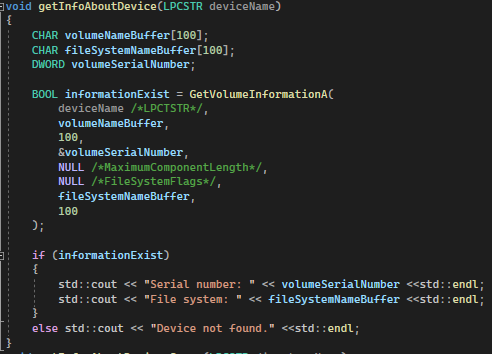 void getInfoAboutDevice(LPCSTR deviceName)
{
    CHAR volumeNameBuffer[100];
    CHAR fileSystemNameBuffer[100];
    DWORD volumeSerialNumber;

    BOOL informationExist = GetVolumeInformationA(
        deviceName /*LPCTSTR*/,
        volumeNameBuffer,
        100,
        &volumeSerialNumber,
        NULL /*MaximumComponentLength*/,
        NULL /*FileSystemFlags*/,
        fileSystemNameBuffer,
        100
    );

    if (informationExist)
    {
        std::cout << "Serial number: " << volumeSerialNumber <<std::endl;
        std::cout << "File system: " << fileSystemNameBuffer <<std::endl;
    }
    else std::cout << "Device not found." <<std::endl;
}